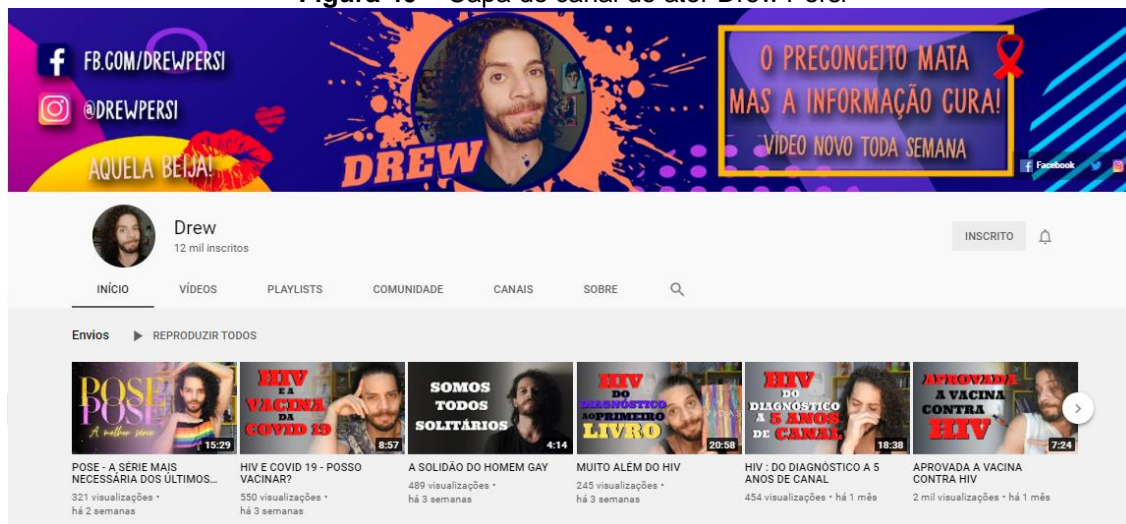 Figura 40 – Capa do canal do ator Drew Persi
FB.COM/DREWPERSI
@DREWPERSI
AQUELA BEIJA!
DREW
O PRECONCEITO MATA
MAS A INFORMAÇÃO CURA!
VÍDEO NOVO TODA SEMANA
Facebook
Drew
12 mil inscritos
INSCRITO
INÍCIO VÍDEOS PLAYLISTS COMUNIDADE CANAIS SOBRE
Envios REPRODUZIR TODOS
POSE
POSE
A melhor série
15:29
POSE - A SÉRIE MAIS
NECESSÁRIA DOS ÚLTIMOS...
321 visualizações •
há 2 semanas
HIV
E A
VACINA
DA
COVID 19
8:57
HIV E COVID 19 - POSSO
VACINAR?
550 visualizações •
há 3 semanas
SOMOS
TODOS
SOLITÁRIOS
4:14
A SOLIDÃO DO HOMEM GAY
489 visualizações •
há 3 semanas
HIV
DO
DIAGNÓSTICO
AO PRIMEIRO
LIVRO
20:58
MUITO ALÉM DO HIV
245 visualizações •
há 3 semanas
HIV
DO
DIAGNÓSTICO
A 5 ANOS
DE CANAL
18:38
HIV : DO DIAGNÓSTICO A 5
ANOS DE CANAL
454 visualizações • há 1 mês
APROVADA
A VACINA
CONTRA
HIV
7:24
APROVADA A VACINA
CONTRA HIV
2 mil visualizações • há 1 mês